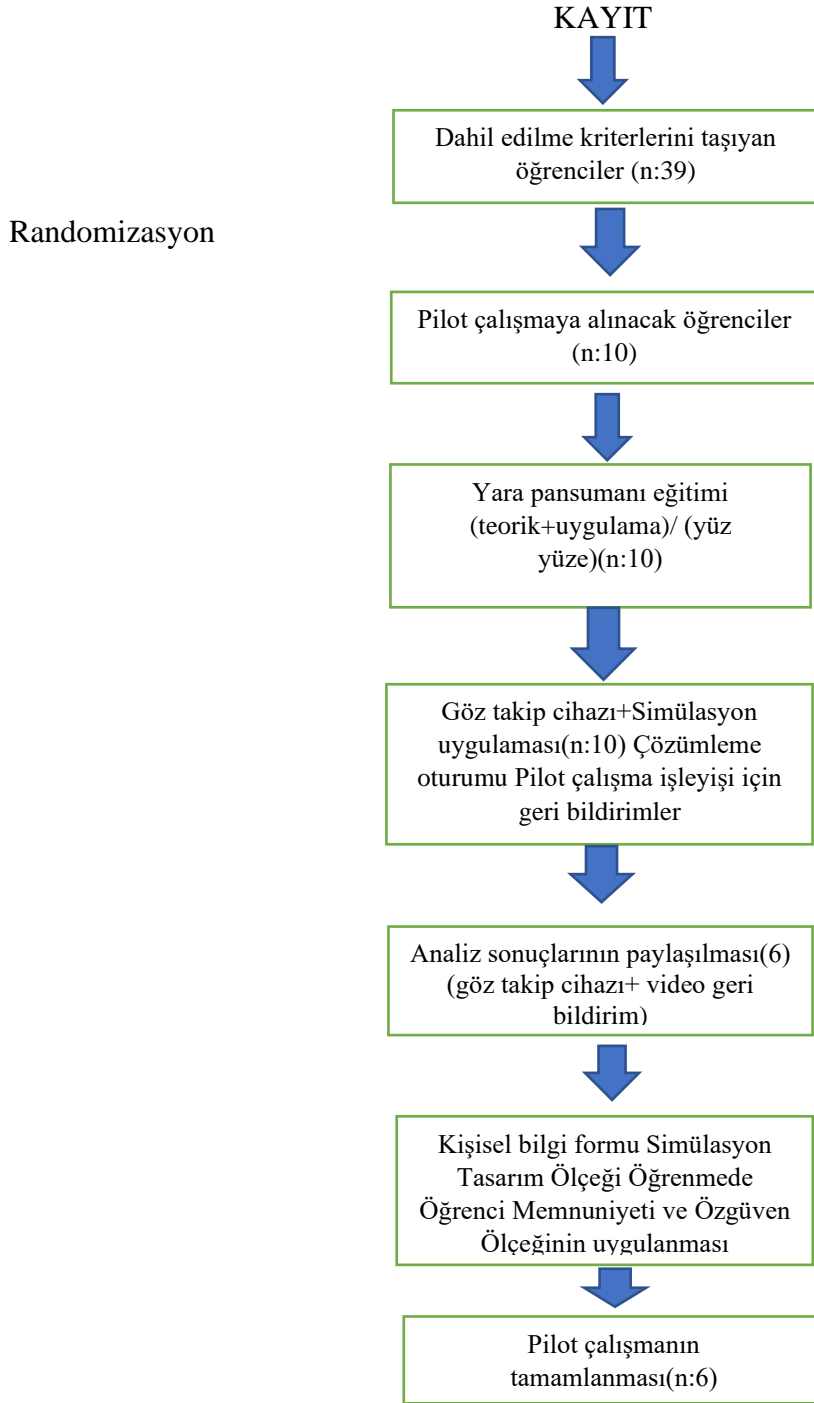 KAYIT
Dahil edilme kriterlerini taşıyan
öğrenciler (n:39)
Randomizasyon
Pilot çalışmaya alınacak öğrenciler
(n:10)
Yara pansumanı eğitimi
(teorik+uygulama)/ (yüz
yüze)(n:10)
Göz takip cihazı+Simülasyon
uygulaması(n:10) Çözümleme
oturumu Pilot çalışma işleyişi için
geri bildirimler
Analiz sonuçlarının paylaşılması(6)
(göz takip cihazı+ video geri
bildirim)
Kişisel bilgi formu Simülasyon
Tasarım Ölçeği Öğrenmede
Öğrenci Memnuniyeti ve Özgüven
Ölçeğinin uygulanması
Pilot çalışmanın
tamamlanması(n:6)